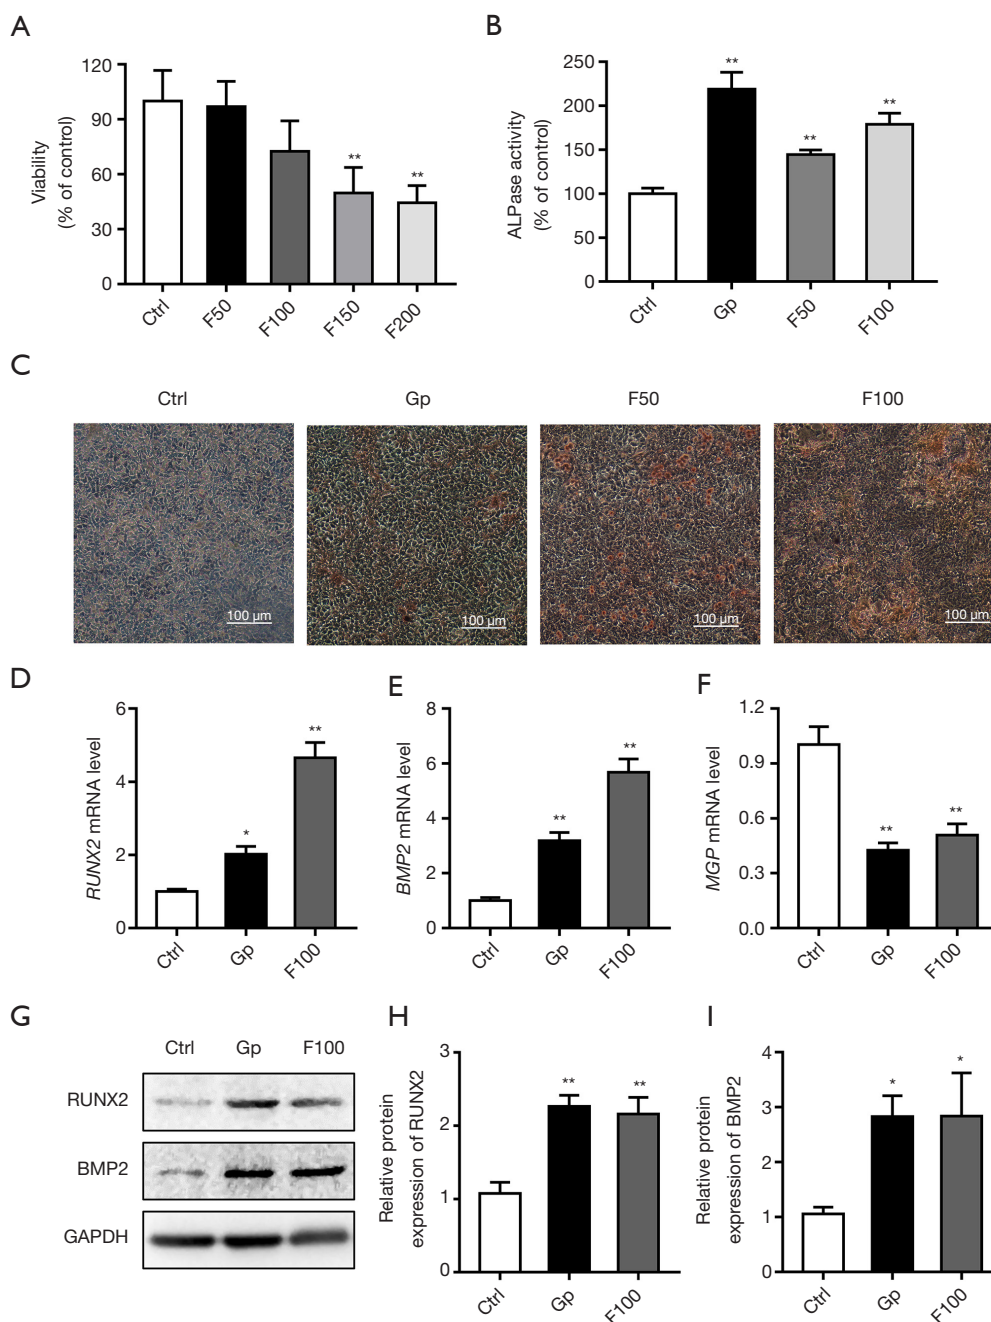 A
Viability
(% of control)
120
90
60
30
0
Ctrl
F50
F100
F150
F200
**
**
B
ALPase activity
(% of control)
250
200
150
100
50
0
Ctrl
Gp
F50
F100
**
**
**
C
Ctrl
Gp
F50
F100
100 µm
100 µm
100 µm
100 µm
D
RUNX2 mRNA level
6
4
2
0
Ctrl
Gp
F100
*
**
E
BMP2 mRNA level
8
6
4
2
0
Ctrl
Gp
F100
**
**
F
MGP mRNA level
1.2
0.9
0.6
0.3
0.0
Ctrl
Gp
F100
**
**
G
Ctrl
Gp
F100
RUNX2
BMP2
GAPDH
H
Relative protein
expression of RUNX2
3
2
1
0
Ctrl
Gp
F100
**
**
I
Relative protein
expression of BMP2
4
3
2
1
0
Ctrl
Gp
F100
*
*